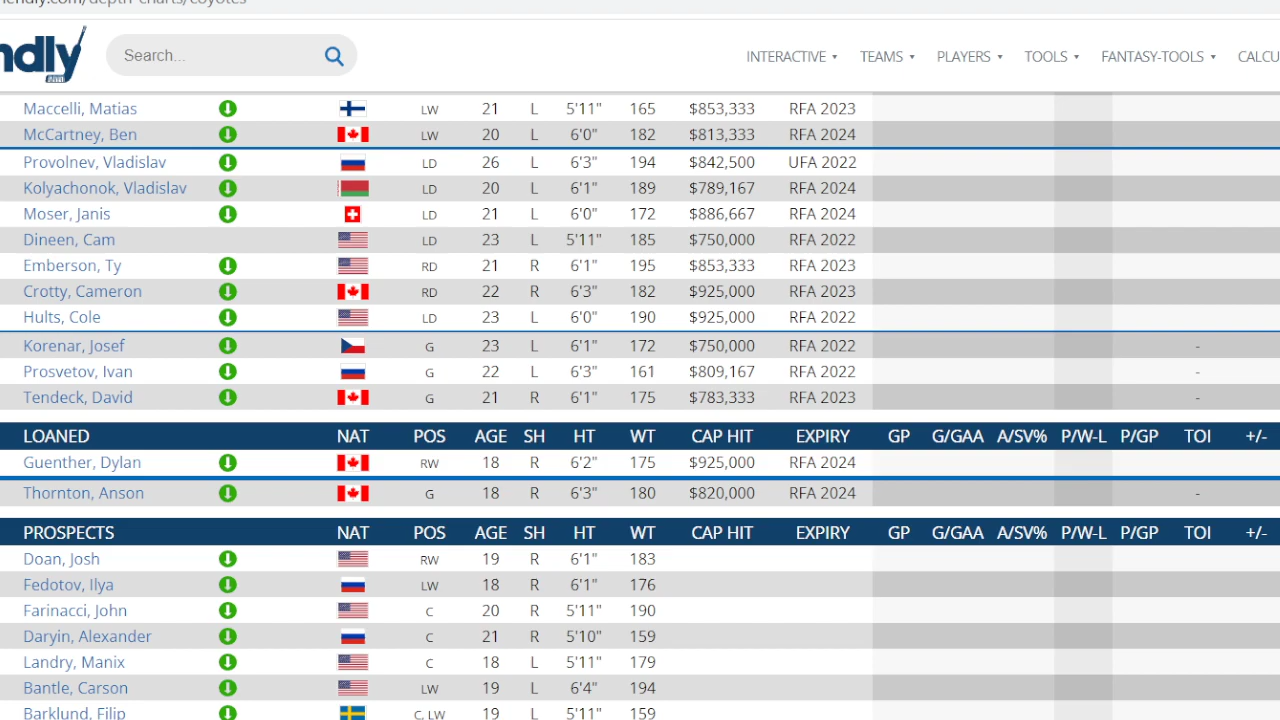 iendly.com/depth-charts/coyotes
ndly
Search...
INTERACTIVE ▾ TEAMS ▾ PLAYERS ▾ TOOLS ▾ FANTASY-TOOLS ▾ CALCU
Maccelli, Matias LW 21 L 5'11" 165 $853,333 RFA 2023
McCartney, Ben LW 20 L 6'0" 182 $813,333 RFA 2024
Provolnev, Vladislav LD 26 L 6'3" 194 $842,500 UFA 2022
Kolyachonok, Vladislav LD 20 L 6'1" 189 $789,167 RFA 2024
Moser, Janis LD 21 L 6'0" 172 $886,667 RFA 2024
Dineen, Cam LD 23 L 5'11" 185 $750,000 RFA 2022
Emberson, Ty RD 21 R 6'1" 195 $853,333 RFA 2023
Crotty, Cameron RD 22 R 6'3" 182 $925,000 RFA 2023
Hults, Cole LD 23 L 6'0" 190 $925,000 RFA 2022
Korenar, Josef G 23 L 6'1" 172 $750,000 RFA 2022 -
Prosvetov, Ivan G 22 L 6'3" 161 $809,167 RFA 2022 -
Tendeck, David G 21 R 6'1" 175 $783,333 RFA 2023 -
LOANED NAT POS AGE SH HT WT CAP HIT EXPIRY GP G/GAA A/SV% P/W-L P/GP TOI +/-
Guenther, Dylan RW 18 R 6'2" 175 $925,000 RFA 2024
Thornton, Anson G 18 R 6'3" 180 $820,000 RFA 2024 -
PROSPECTS NAT POS AGE SH HT WT CAP HIT EXPIRY GP G/GAA A/SV% P/W-L P/GP TOI +/-
Doan, Josh RW 19 R 6'1" 183
Fedotov, Ilya LW 18 R 6'1" 176
Farinacci, John C 20 R 5'11" 190
Daryin, Alexander C 21 R 5'10" 159
Landry, Manix C 18 L 5'11" 179
Bantle, Carson LW 19 L 6'4" 194
Barklund, Filip C, LW 19 L 5'11" 159